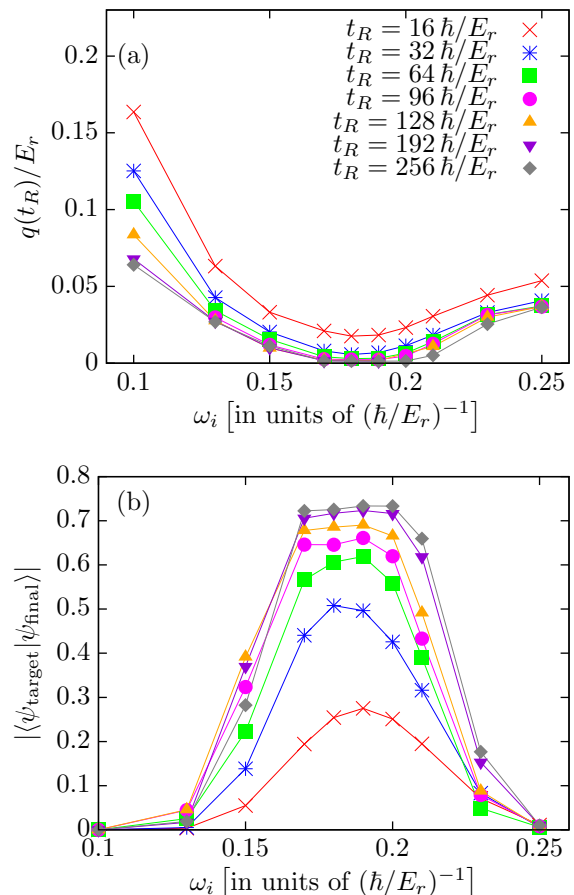 (a)
t_R = 16 ℏ/E_r
t_R = 32 ℏ/E_r
t_R = 64 ℏ/E_r
t_R = 96 ℏ/E_r
t_R = 128 ℏ/E_r
t_R = 192 ℏ/E_r
t_R = 256 ℏ/E_r
q(t_R)/E_r
0.2
0.15
0.1
0.05
0
0.1 0.15 0.2 0.25
ω_i [in units of (ℏ/E_r)^{-1}]
(b)
|⟨ψ_target|ψ_final⟩|
0.8
0.7
0.6
0.5
0.4
0.3
0.2
0.1
0
0.1 0.15 0.2 0.25
ω_i [in units of (ℏ/E_r)^{-1}]